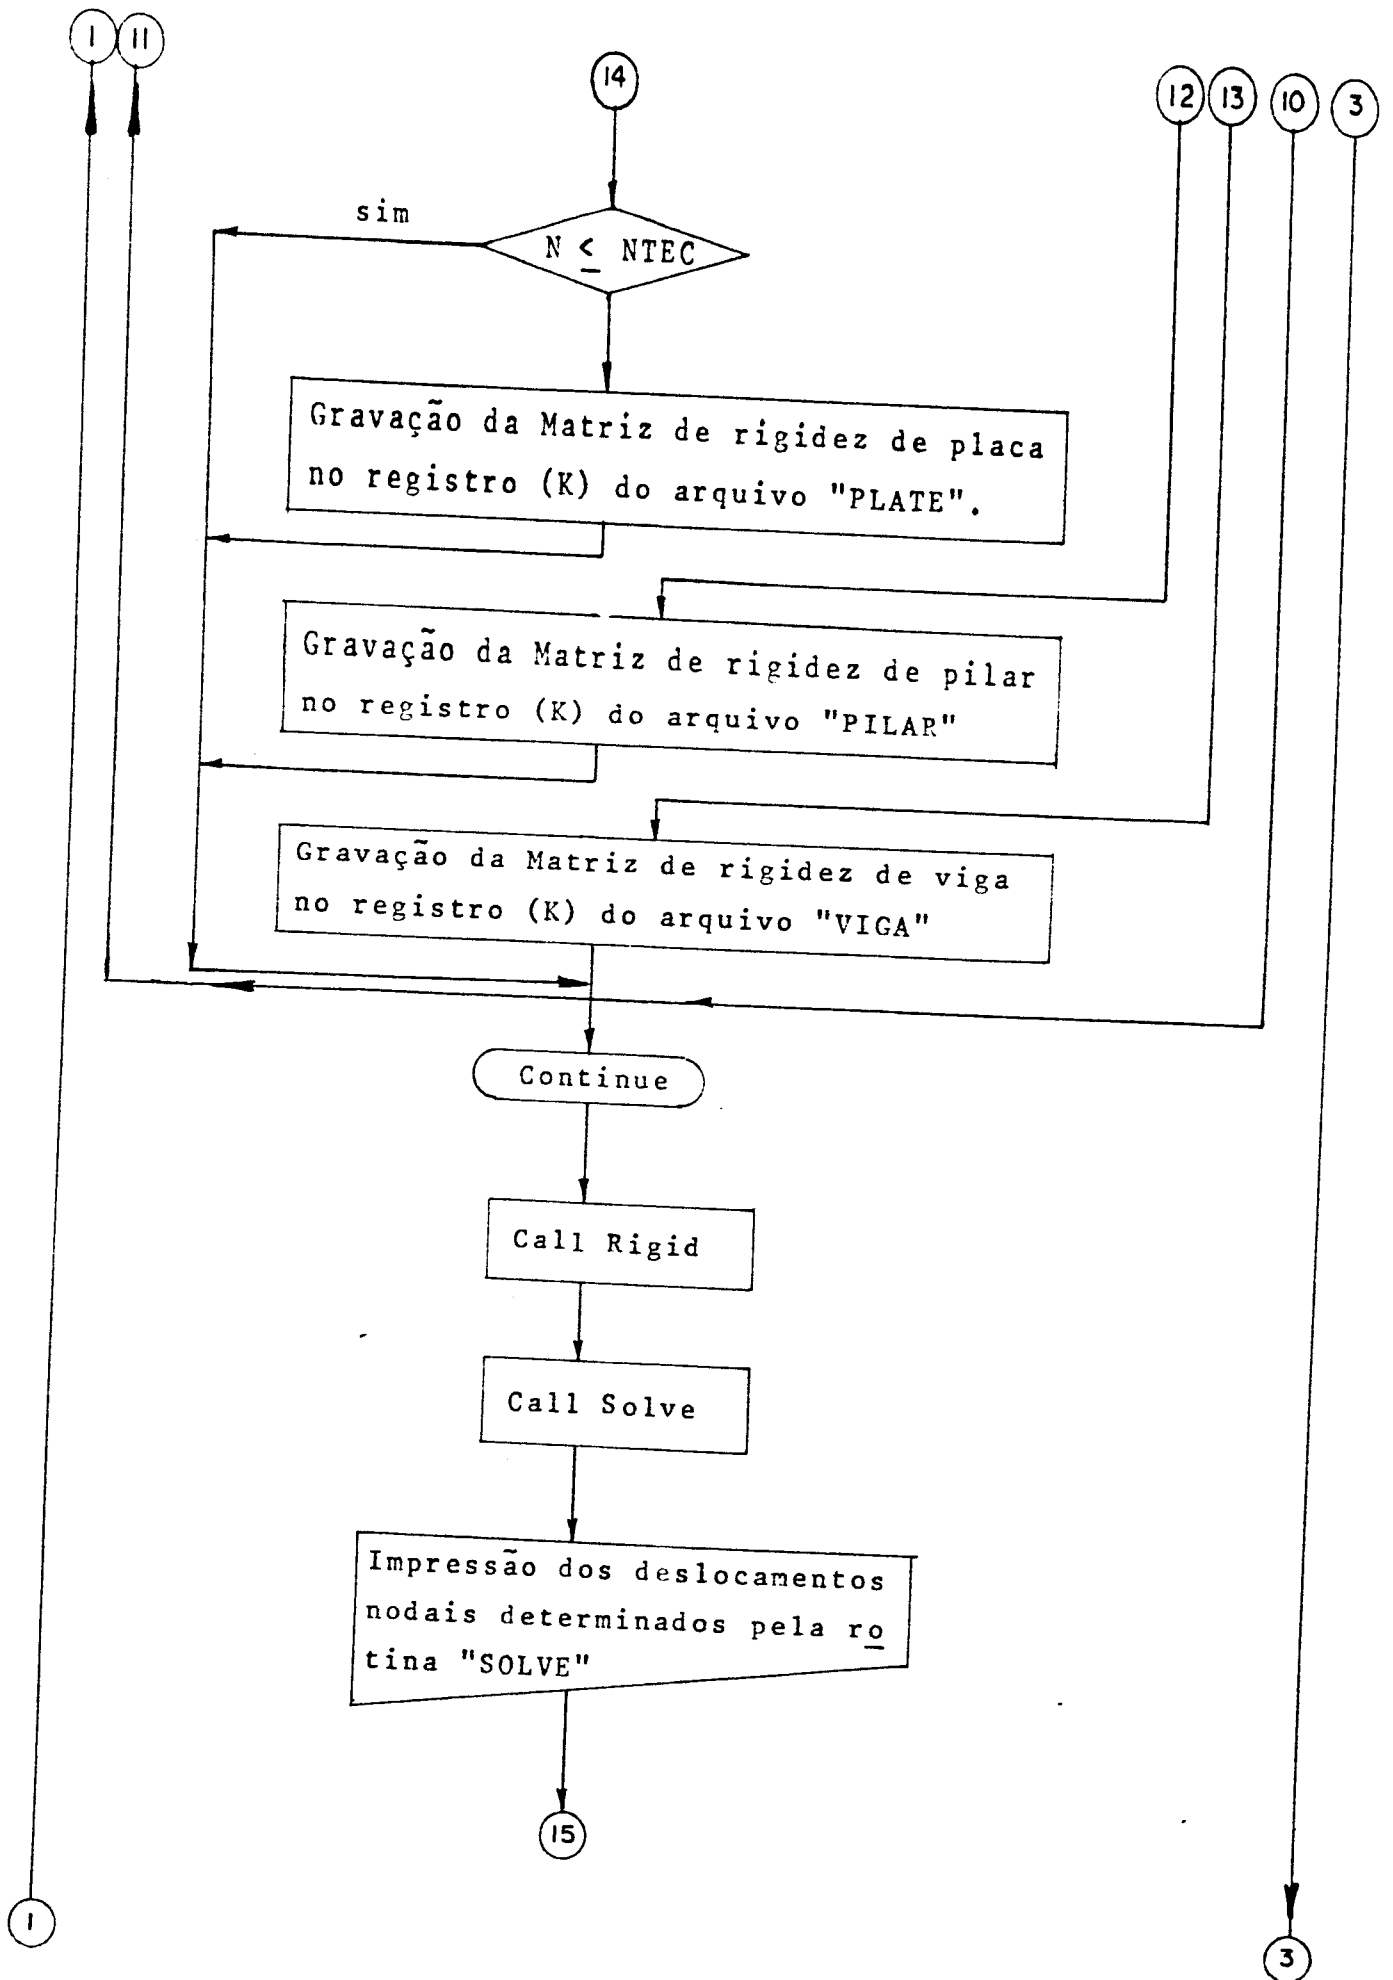 1 11 14 12 13 10 3
sim
N ≤ NTEC
Gravação da Matriz de rigidez de placa
no registro (K) do arquivo "PLATE".
Gravação da Matriz de rigidez de pilar
no registro (K) do arquivo "PILAR"
Gravação da Matriz de rigidez de viga
no registro (K) do arquivo "VIGA"
Continue
Call Rigid
Call Solve
Impressão dos deslocamentos
nodais determinados pela ro
tina "SOLVE"
15
1
3